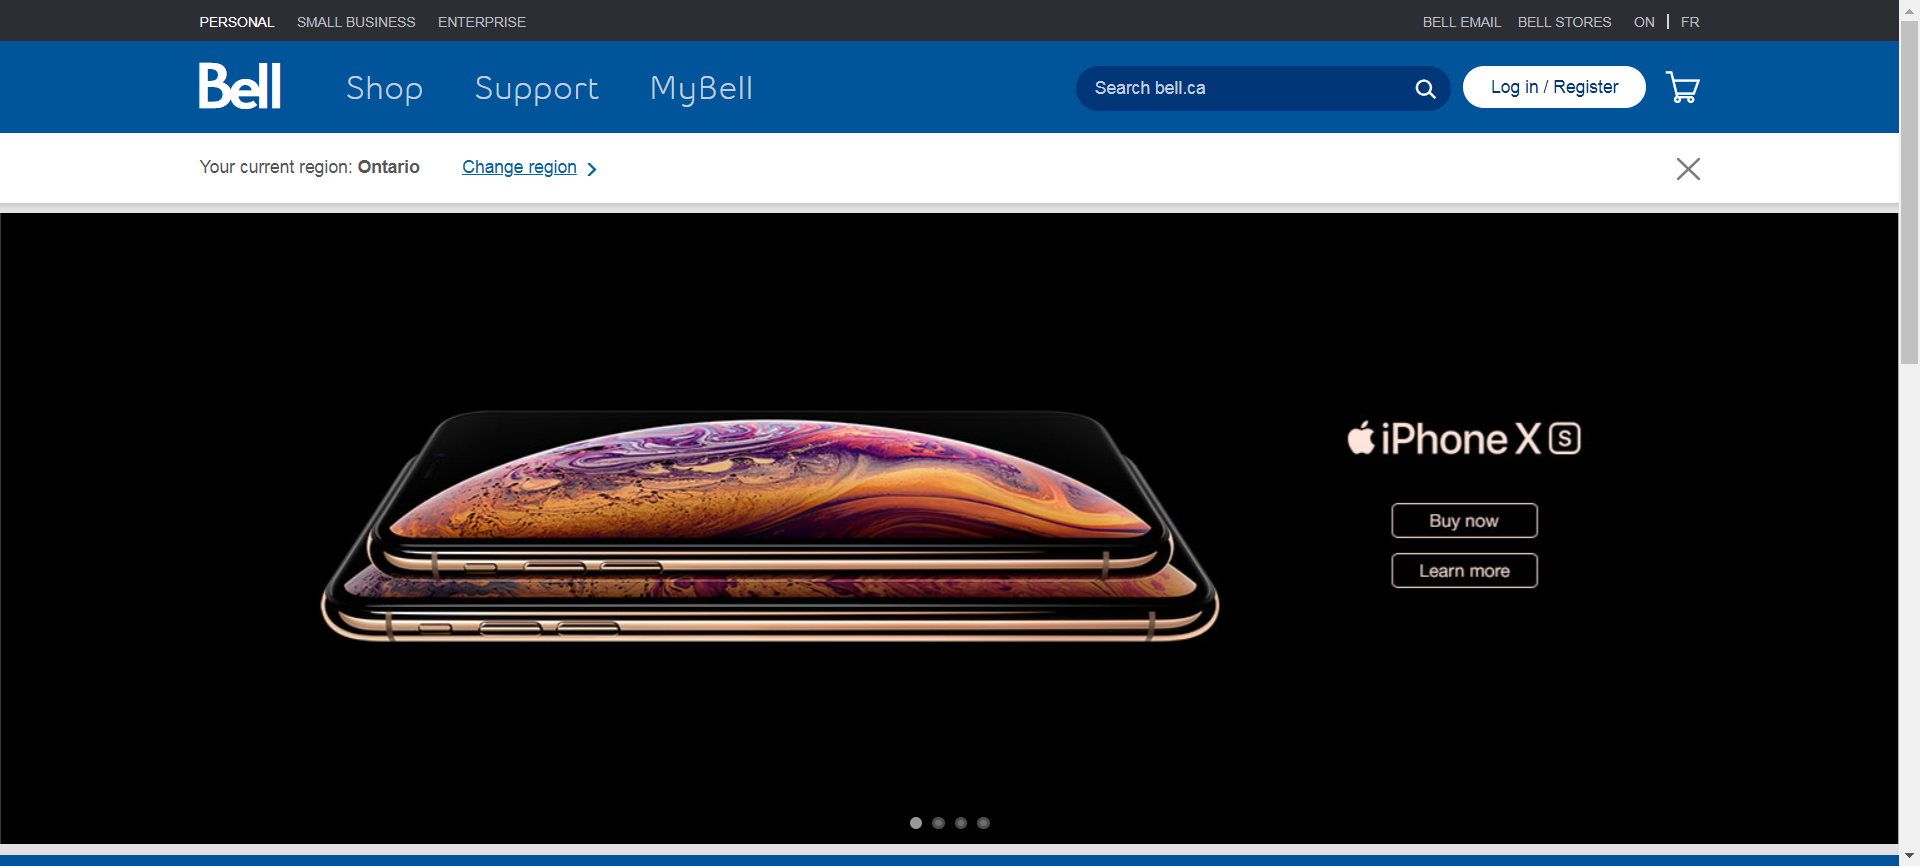 PERSONAL SMALL BUSINESS ENTERPRISE BELL EMAIL BELL STORES ON FR
Bell Shop Support MyBell Search bell.ca Log in / Register
Your current region: Ontario Change region
iPhone XS
Buy now
Learn more